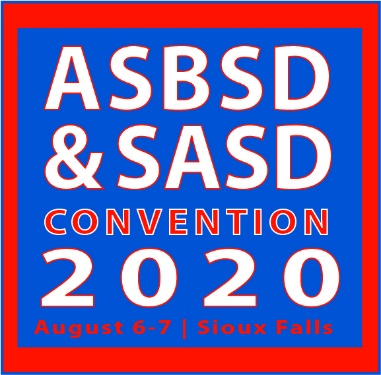 ASBSD
& SASD
CONVENTION
2020
August 6-7 | Sioux Falls